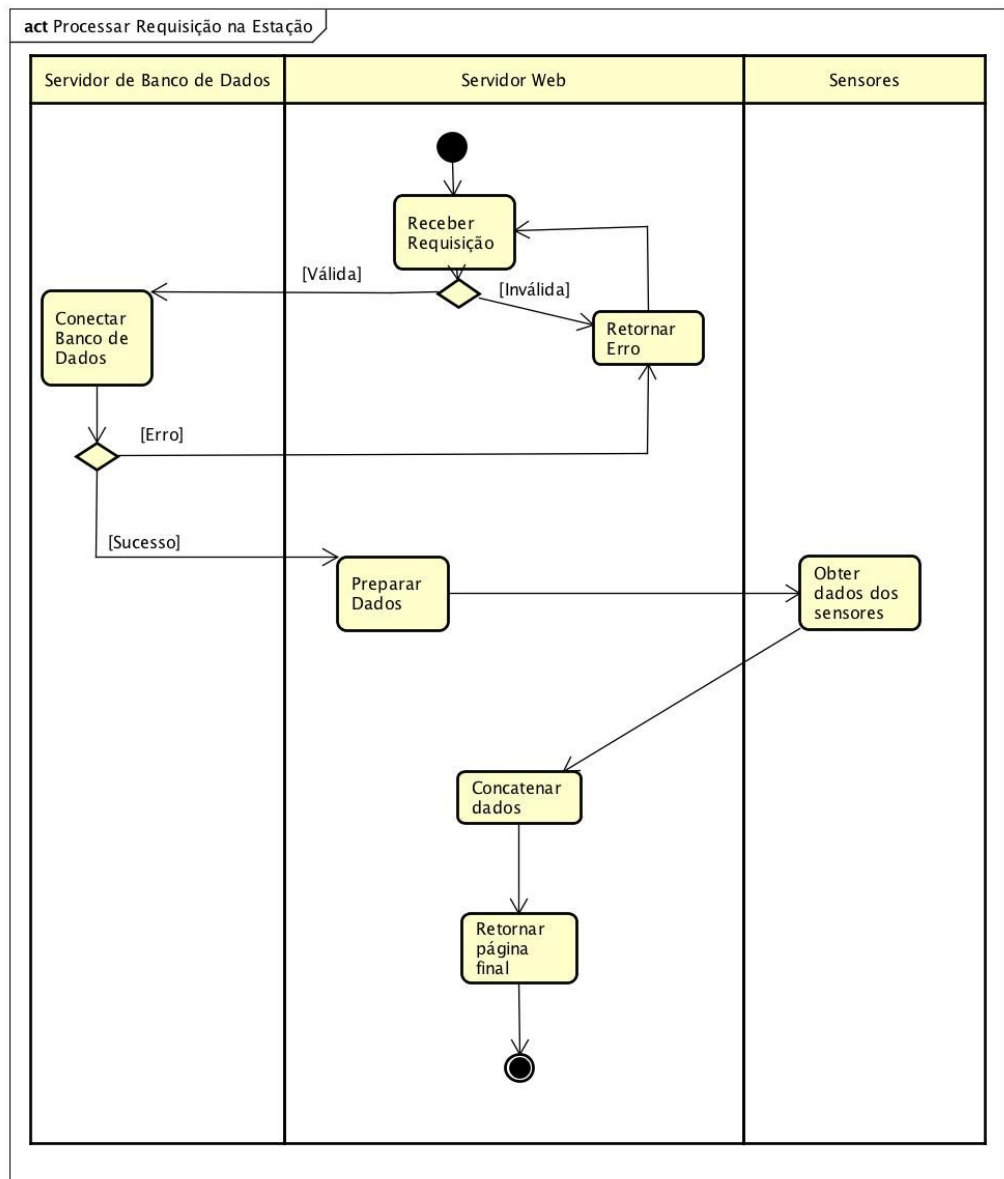 act Processar Requisição na Estação
Servidor de Banco de Dados
Servidor Web
Sensores
Receber
Requisição
[Válida]
[Inválida]
Conectar
Banco de
Dados
Retornar
Erro
[Erro]
[Sucesso]
Preparar
Dados
Obter
dados dos
sensores
Concatenar
dados
Retornar
página
final